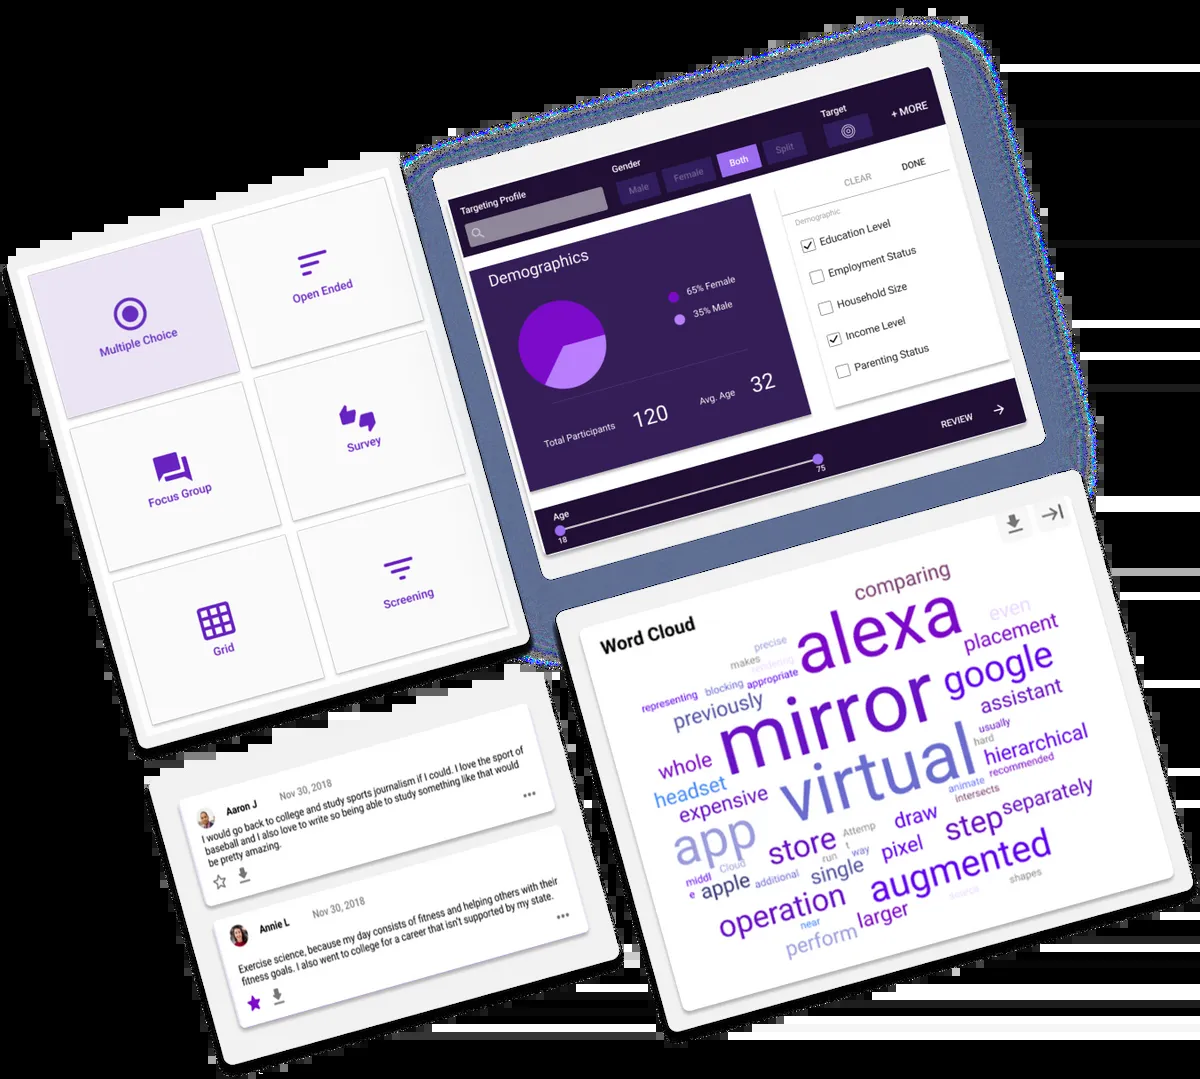 Multiple Choice
Open Ended
Focus Group
Survey
Grid
Screening
Targeting Profile
Gender
Male
Female
Both
Split
Target
+ MORE
Demographics
65% Female
35% Male
Total Participants
120
Avg. Age
32
CLEAR
DONE
Demographic
Education Level
Employment Status
Household Size
Income Level
Parenting Status
Age
18
75
REVIEW
Aaron J
Nov 30, 2018
I would go back to college and study sports journalism if I could. I love the sport of
baseball and I also love to write so being able to study something like that would
be pretty amazing.
Annie L
Nov 30, 2018
Exercise science, because my day consists of fitness and helping others with their
fitness goals. I also went to college for a career that isn't supported by my state.
Word Cloud
comparing
precise
alexa
even
makes
rendering
placement
representing
blocking
appropriate
google
previously
mirror
assistant
usually
whole
virtual
hard
hierarchical
headset
recommended
expensive
animate
intersects
app
store
Attemp
t
draw
step
separately
middl
e
Cloud
run
way
pixel
apple
additional
single
augmented
operation
source
shapes
near
larger
perform